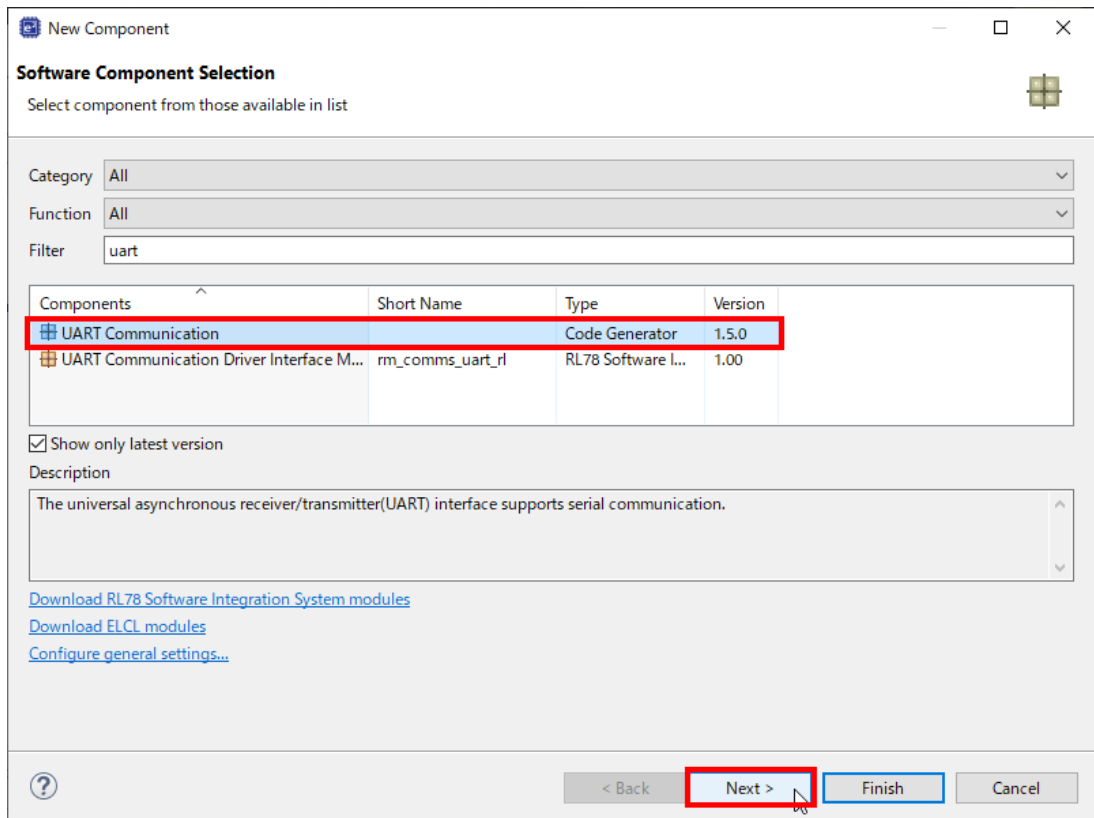 New Component
Software Component Selection
Select component from those available in list
Category All
Function All
Filter uart
Components Short Name Type Version
UART Communication Code Generator 1.5.0
UART Communication Driver Interface M... rm_comms_uart_rl RL78 Software I... 1.00
Show only latest version
Description
The universal asynchronous receiver/transmitter(UART) interface supports serial communication.
Download RL78 Software Integration System modules
Download ELCL modules
Configure general settings...
? < Back Next > Finish Cancel